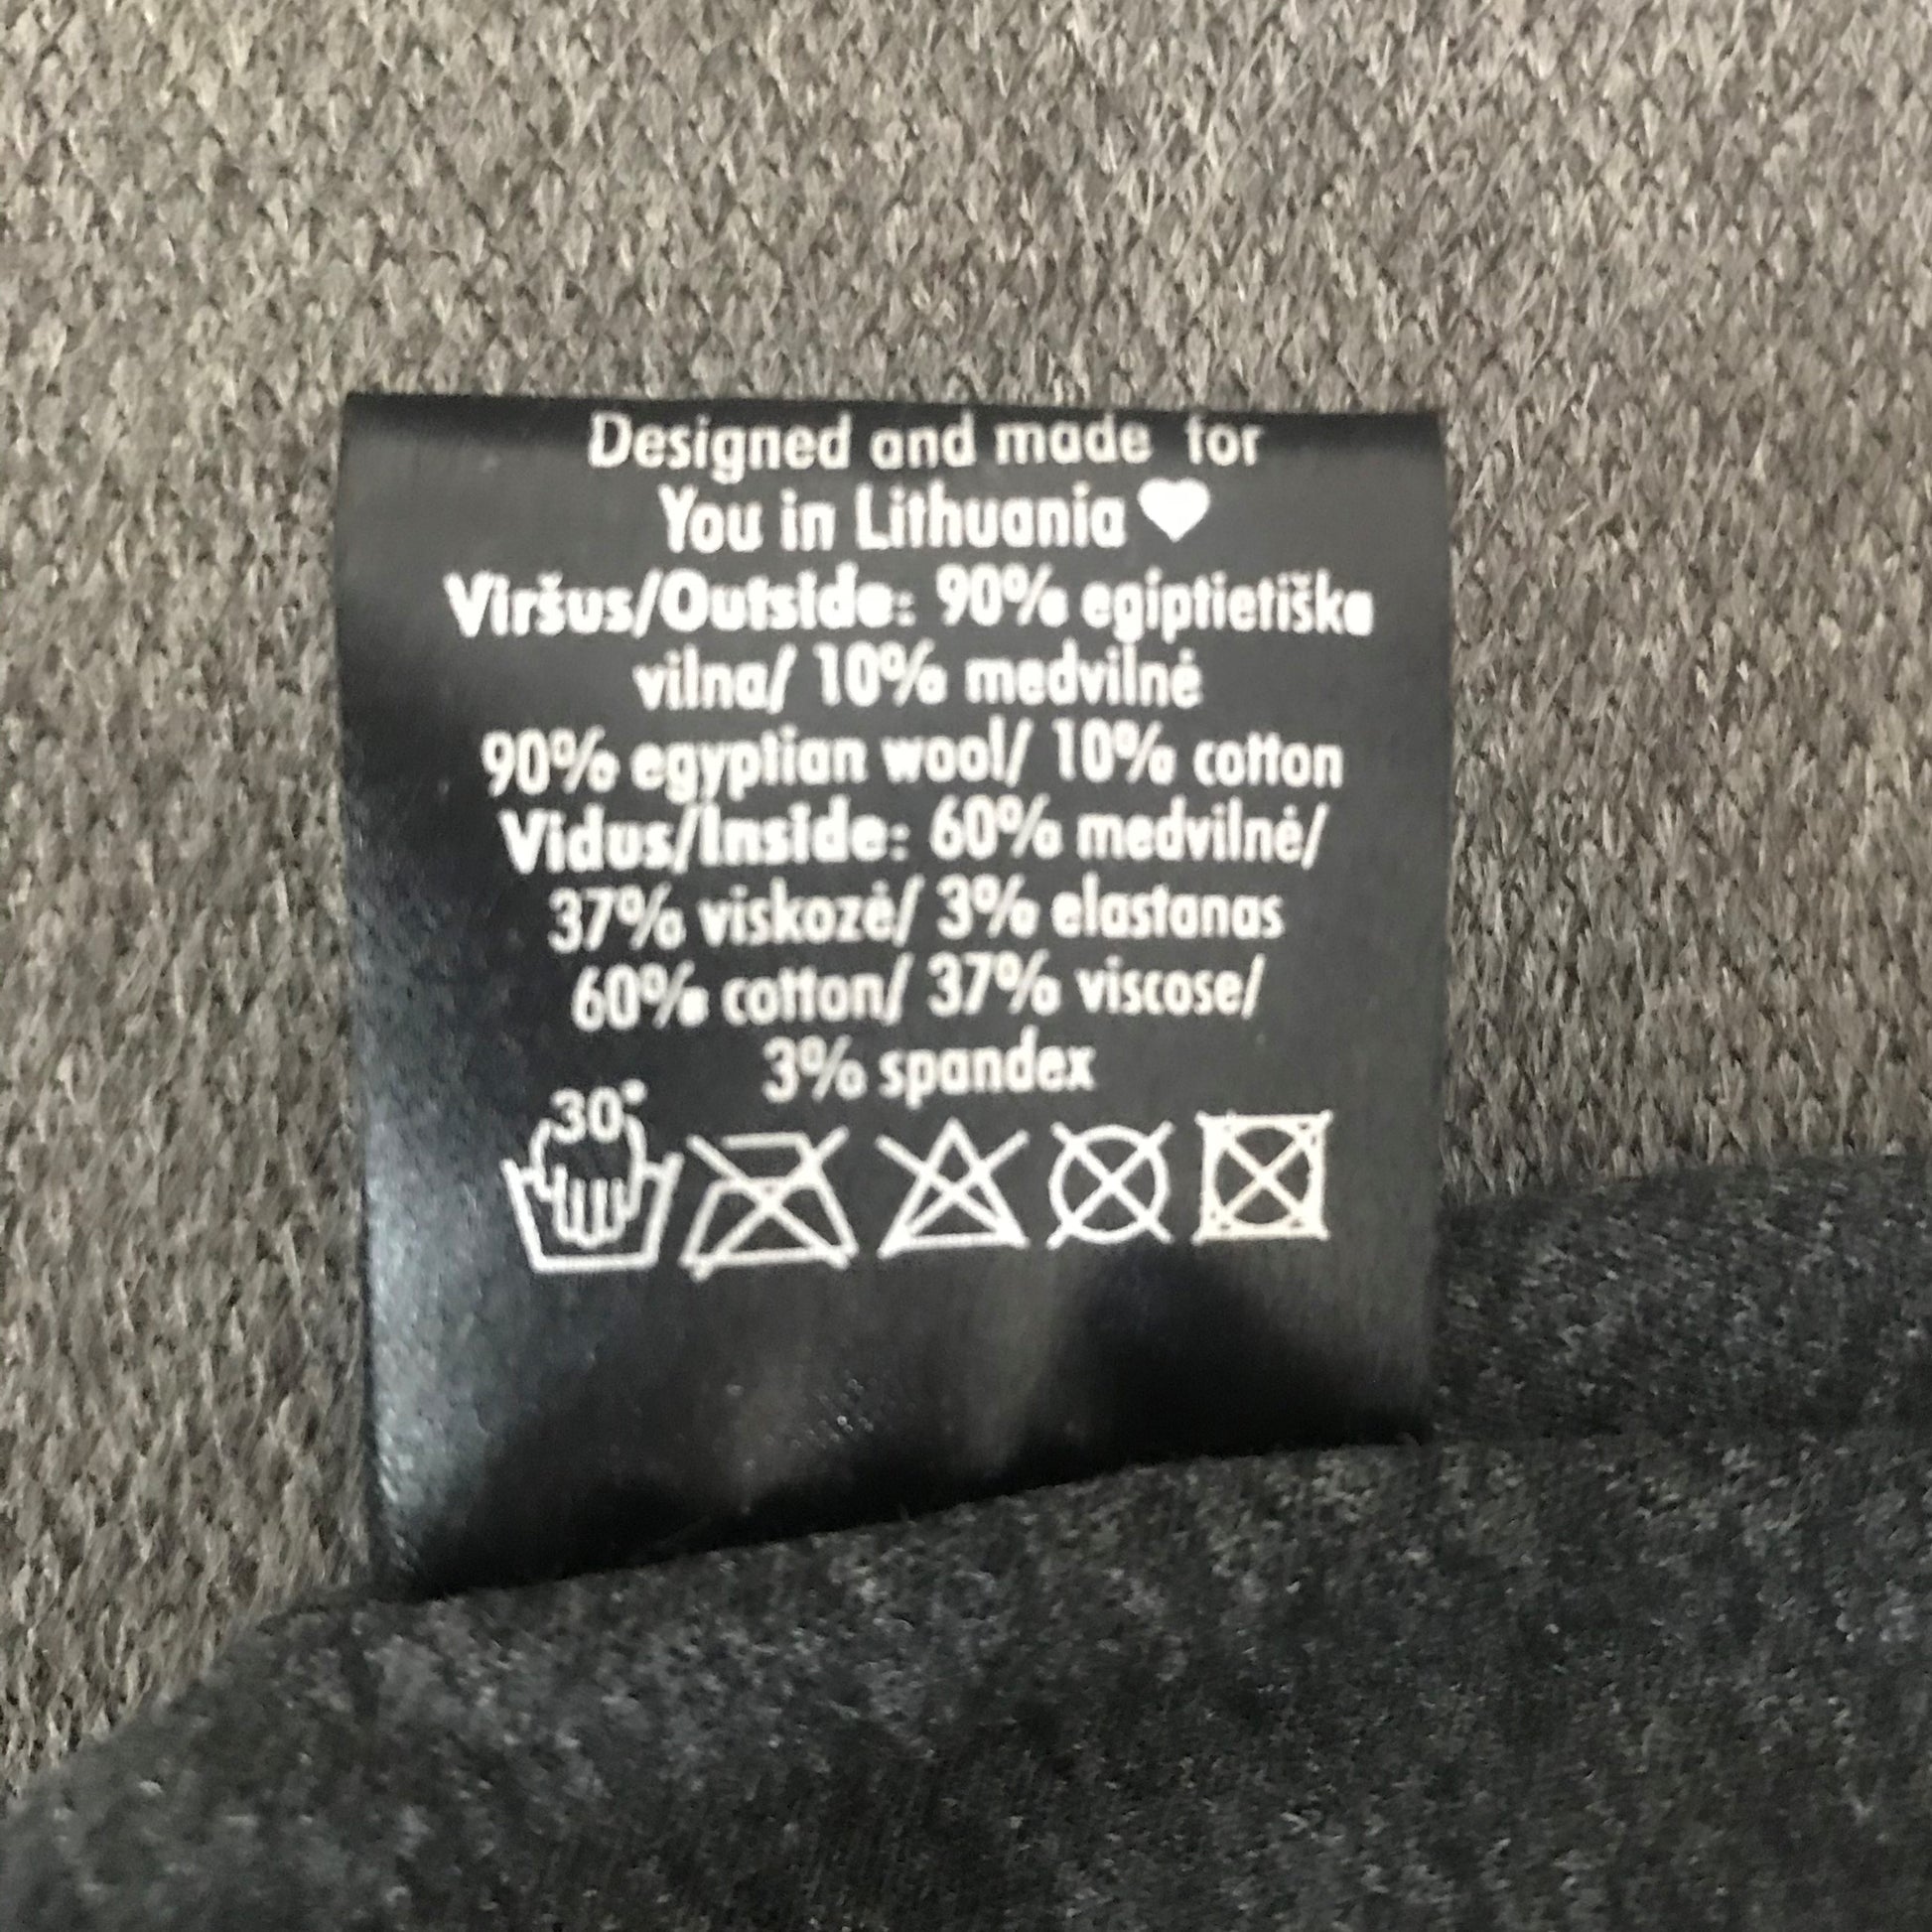 Designed and made for
You in Lithuania
Viršus/Outside: 90% egiptietiška
vilna/ 10% medvilnė
90% egyptian wool/ 10% cotton
Vidus/Inside: 60% medvilnė/
37% viskozė/ 3% elastanas
60% cotton/ 37% viscose/
3% spandex
30°